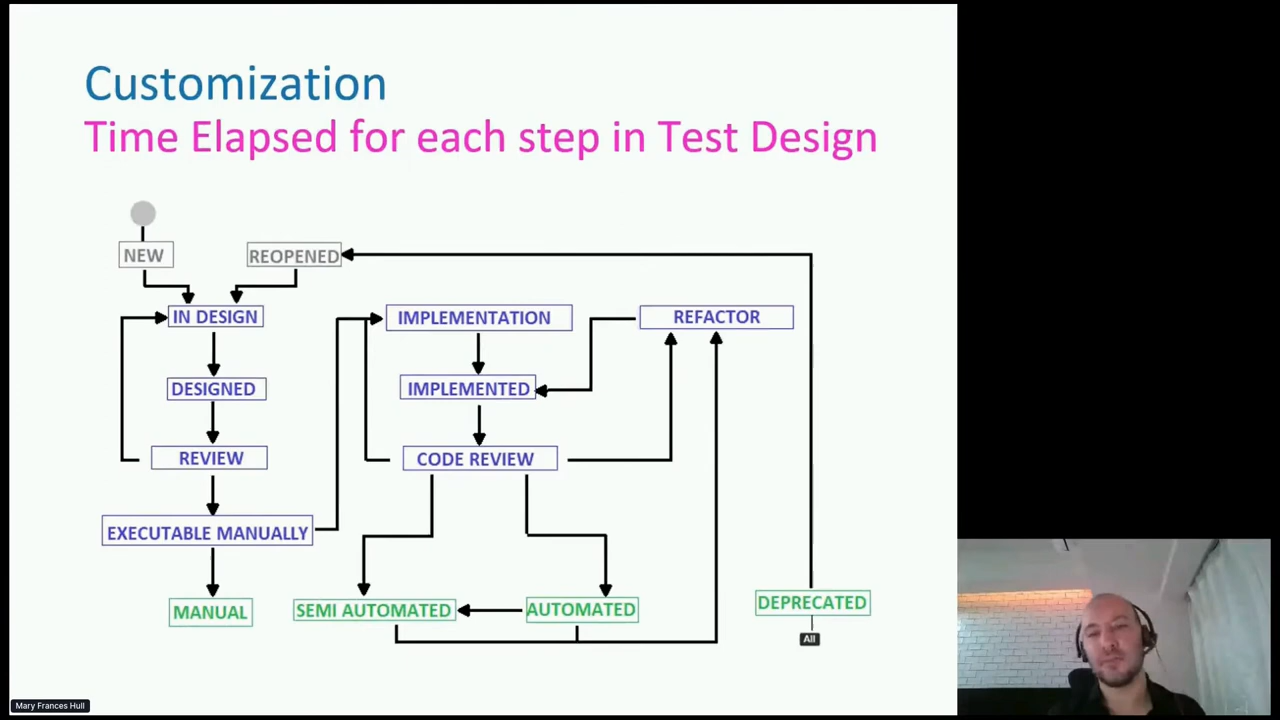 Customization
Time Elapsed for each step in Test Design
NEW
REOPENED
IN DESIGN
IMPLEMENTATION
REFACTOR
DESIGNED
IMPLEMENTED
REVIEW
CODE REVIEW
EXECUTABLE MANUALLY
MANUAL
SEMI AUTOMATED
AUTOMATED
DEPRECATED
All
Mary Frances Hull